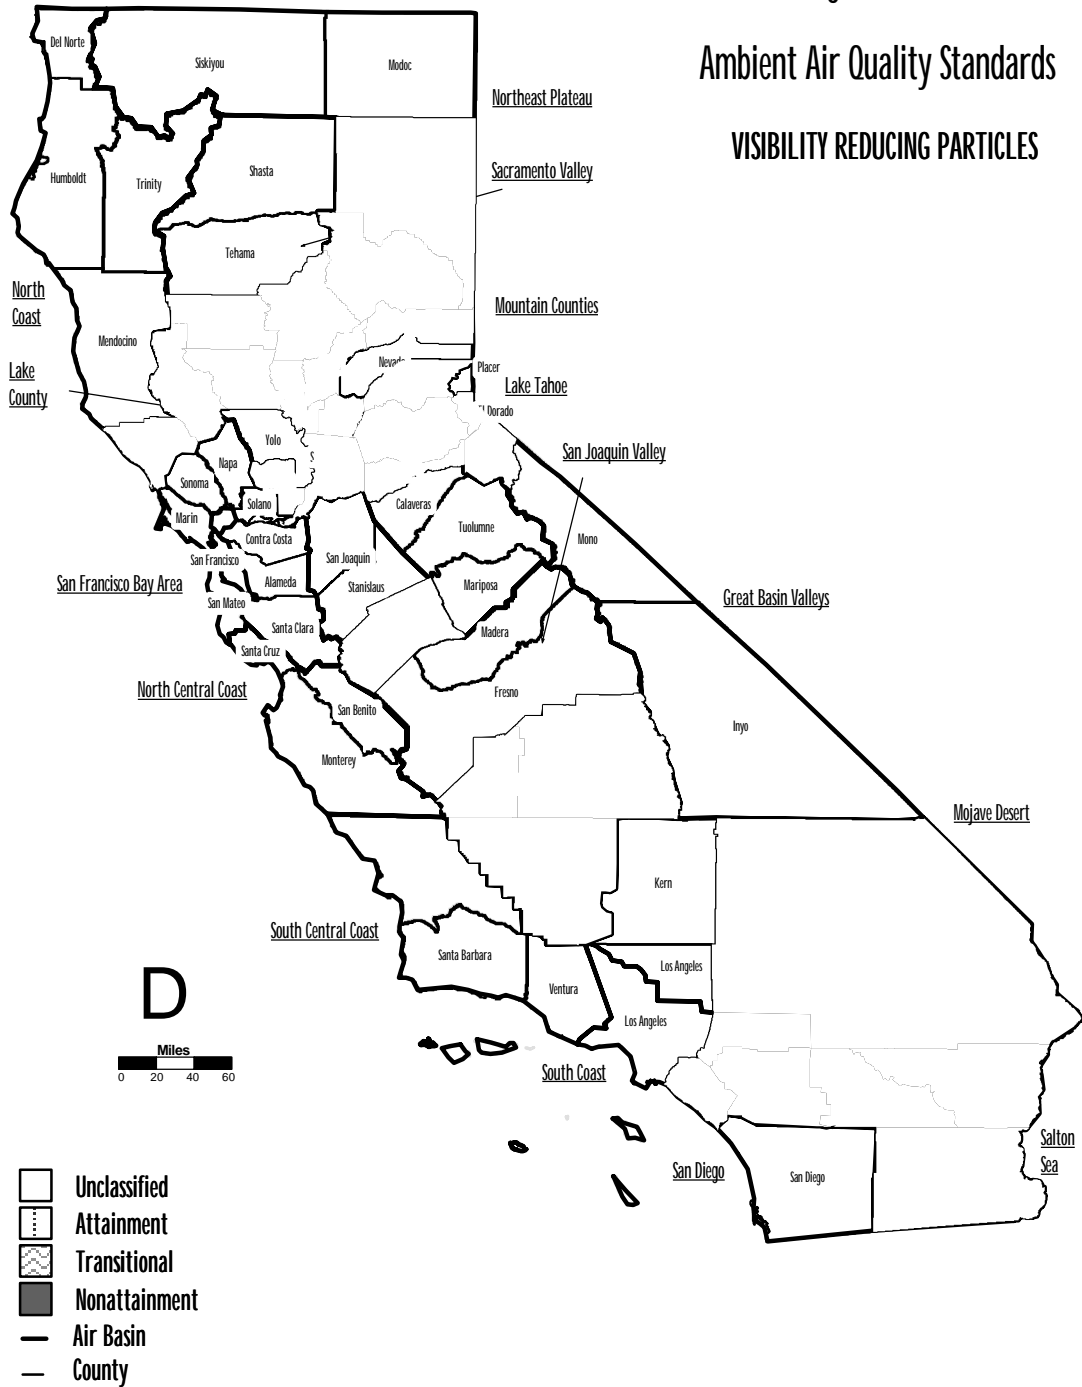 Ambient Air Quality Standards
VISIBILITY REDUCING PARTICLES
Del Norte
Siskiyou
Modoc
Northeast Plateau
Sacramento Valley
Humboldt
Trinity
Shasta
Tehama
North
Coast
Mountain Counties
Mendocino
Lake
County
Placer
Lake Tahoe
El Dorado
Yolo
Napa
San Joaquin Valley
Sonoma
Solano
Calaveras
Marin
Tuolumne
Mono
Contra Costa
San Francisco
San Joaquin
Alameda
Stanislaus
Mariposa
San Francisco Bay Area
San Mateo
Great Basin Valleys
Santa Clara
Madera
Santa Cruz
North Central Coast
Fresno
San Benito
Inyo
Monterey
Mojave Desert
Kern
South Central Coast
Santa Barbara
Los Angeles
Ventura
Los Angeles
D
Miles
0 20 40 60
South Coast
Salton
Sea
San Diego
San Diego
Unclassified
Attainment
Transitional
Nonattainment
Air Basin
County